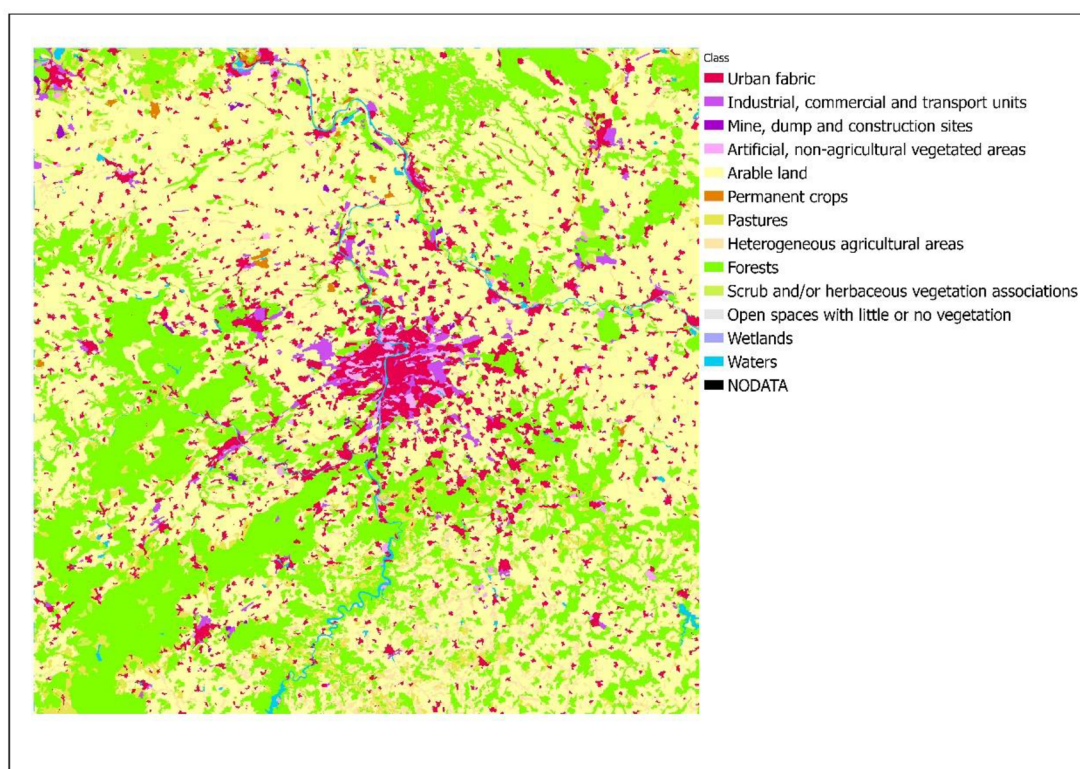 Class
Urban fabric
Industrial, commercial and transport units
Mine, dump and construction sites
Artificial, non-agricultural vegetated areas
Arable land
Permanent crops
Pastures
Heterogeneous agricultural areas
Forests
Scrub and/or herbaceous vegetation associations
Open spaces with little or no vegetation
Wetlands
Waters
NODATA